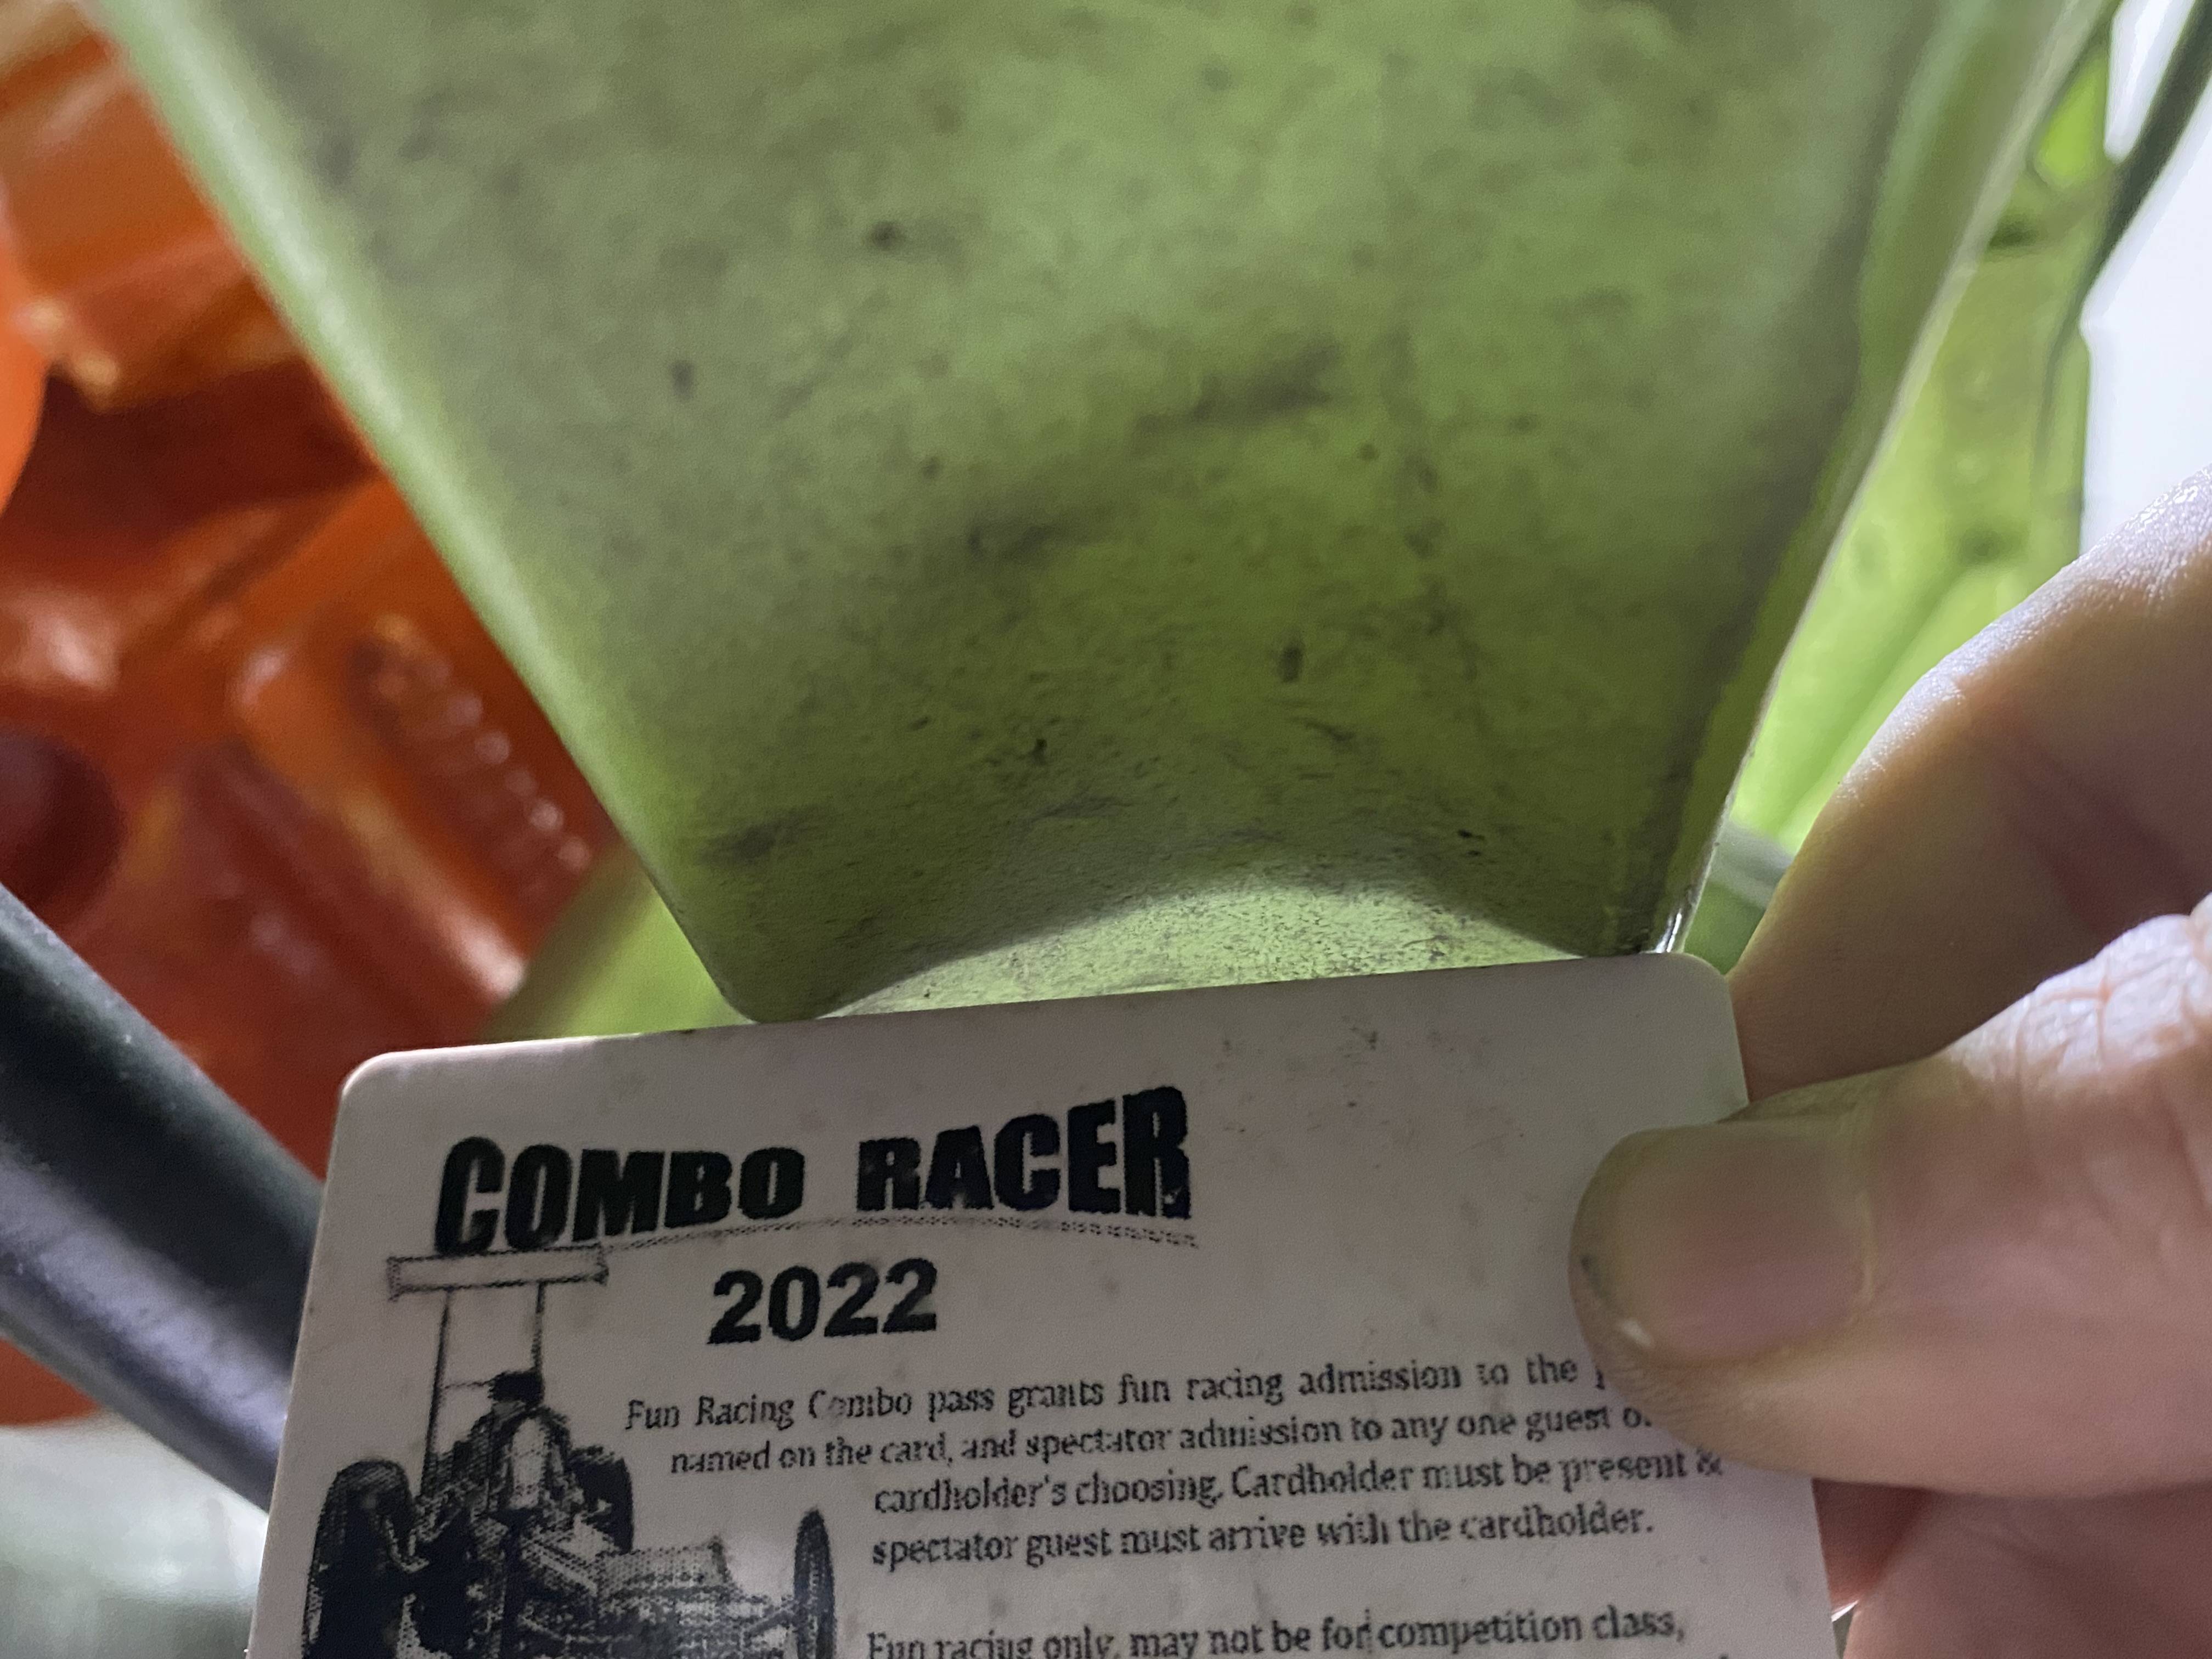 COMBO RACER
2022
Fun Racing Combo pass grants fun racing admission to the
named on the card, and spectator admission to any one guest of
cardholder's choosing. Cardholder must be present &
spectator guest must arrive with the cardholder.
Fun racing only, may not be for competition class,